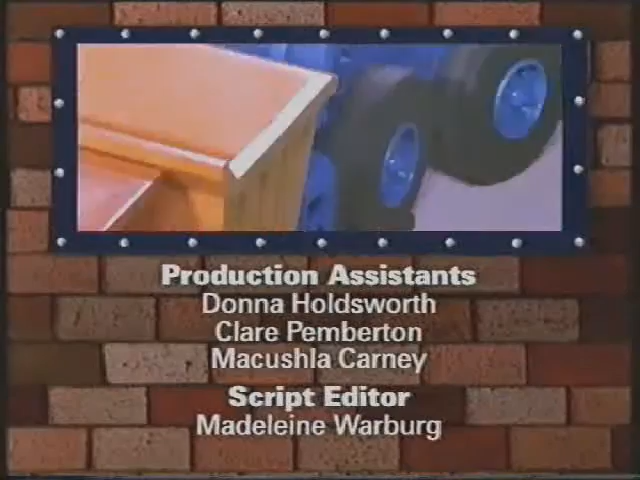 Production Assistants
Donna Holdsworth
Clare Pemberton
Macushla Carney
Script Editor
Madeleine Warburg